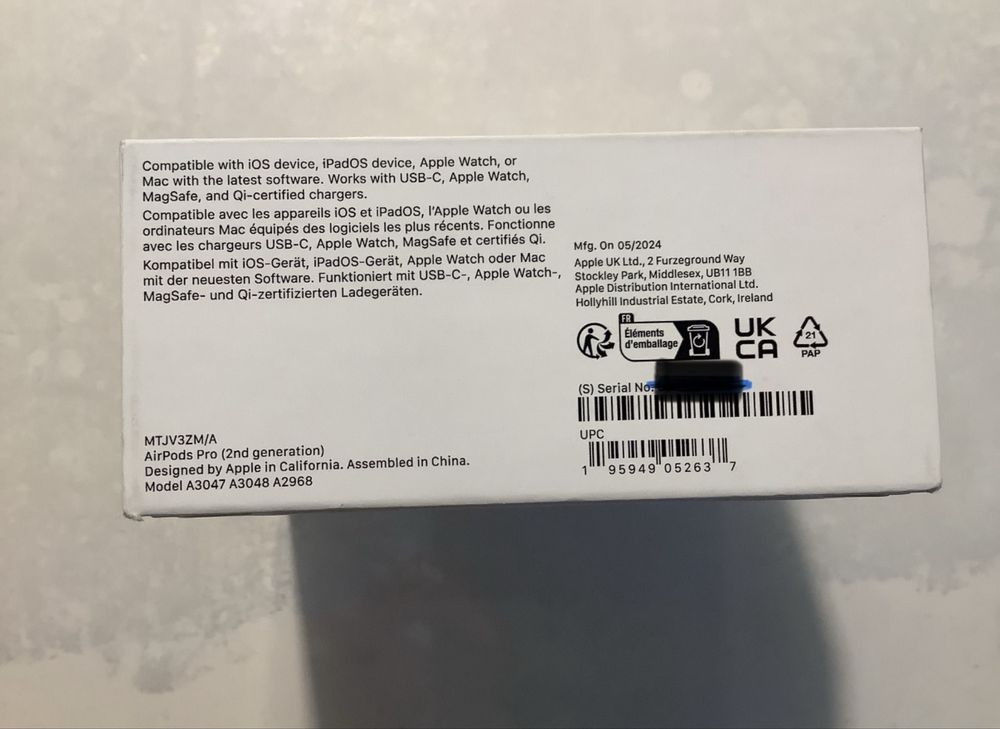 Compatible with iOS device, iPadOS device, Apple Watch, or
Mac with the latest software. Works with USB-C, Apple Watch,
MagSafe, and Qi-certified chargers.
Compatible avec les appareils iOS et iPadOS, l'Apple Watch ou les
ordinateurs Mac équipés des logiciels les plus récents. Fonctionne
avec les chargeurs USB-C, Apple Watch, MagSafe et certifiés Qi.
Kompatibel mit iOS-Gerät, iPadOS-Gerät, Apple Watch oder Mac
mit der neuesten Software. Funktioniert mit USB-C-, Apple Watch-,
MagSafe- und Qi-zertifizierten Ladegeräten.
MTJV3ZM/A
AirPods Pro (2nd generation)
Designed by Apple in California. Assembled in China.
Model A3047 A3048 A2968
Mfg. On 05/2024
Apple UK Ltd., 2 Furzeground Way
Stockley Park, Middlesex, UB11 1BB
Apple Distribution International Ltd.
Hollyhill Industrial Estate, Cork, Ireland
FR
Éléments
d'emballage
UK
CA
21
PAP
(S) Serial No.
UPC
1 95949 05263 7